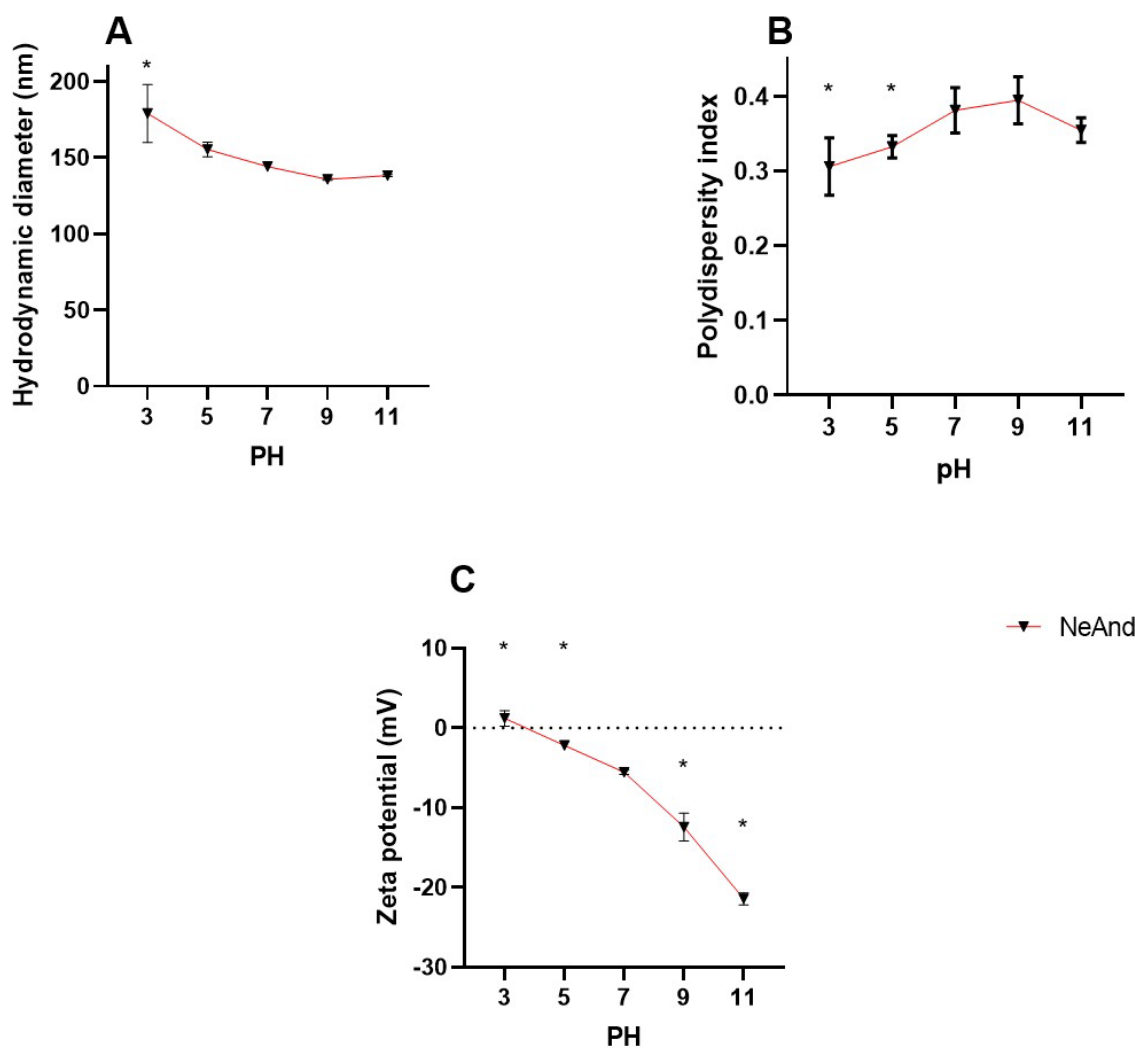 A
Hydrodynamic diameter (nm)
200
150
100
50
0
*
3 5 7 9 11
PH
B
Polydispersity index
0.4
0.3
0.2
0.1
0.0
* *
3 5 7 9 11
pH
C
Zeta potential (mV)
10
0
-10
-20
-30
* *
*
*
3 5 7 9 11
PH
NeAnd